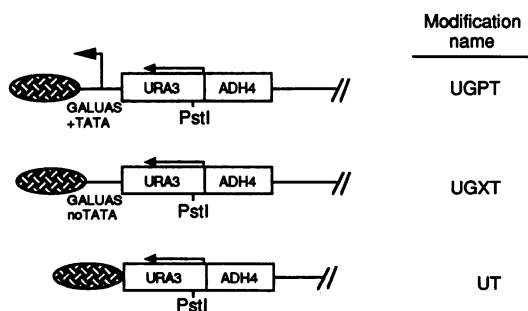 Modification
name
GALUAS
+TATA
URA3
ADH4
PstI
UGPT
GALUAS
noTATA
URA3
ADH4
PstI
UGXT
URA3
ADH4
PstI
UT